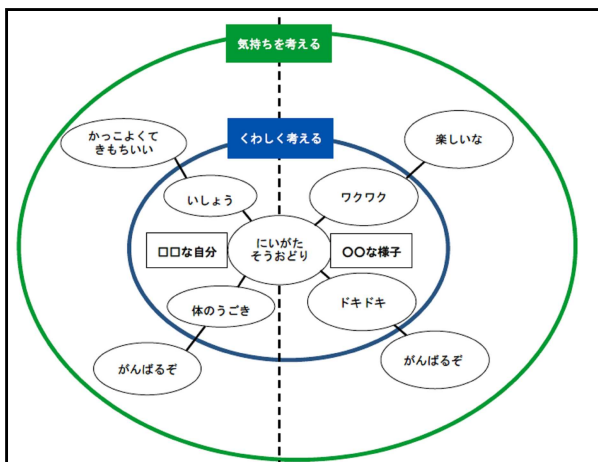 気持ちを考える
くわしく考える
かっこよくて
きもちいい
楽しいな
いしょう
ワクワク
□□な自分
にいがた
そうおどり
〇〇な様子
体のうごき
ドキドキ
がんばるぞ
がんばるぞ